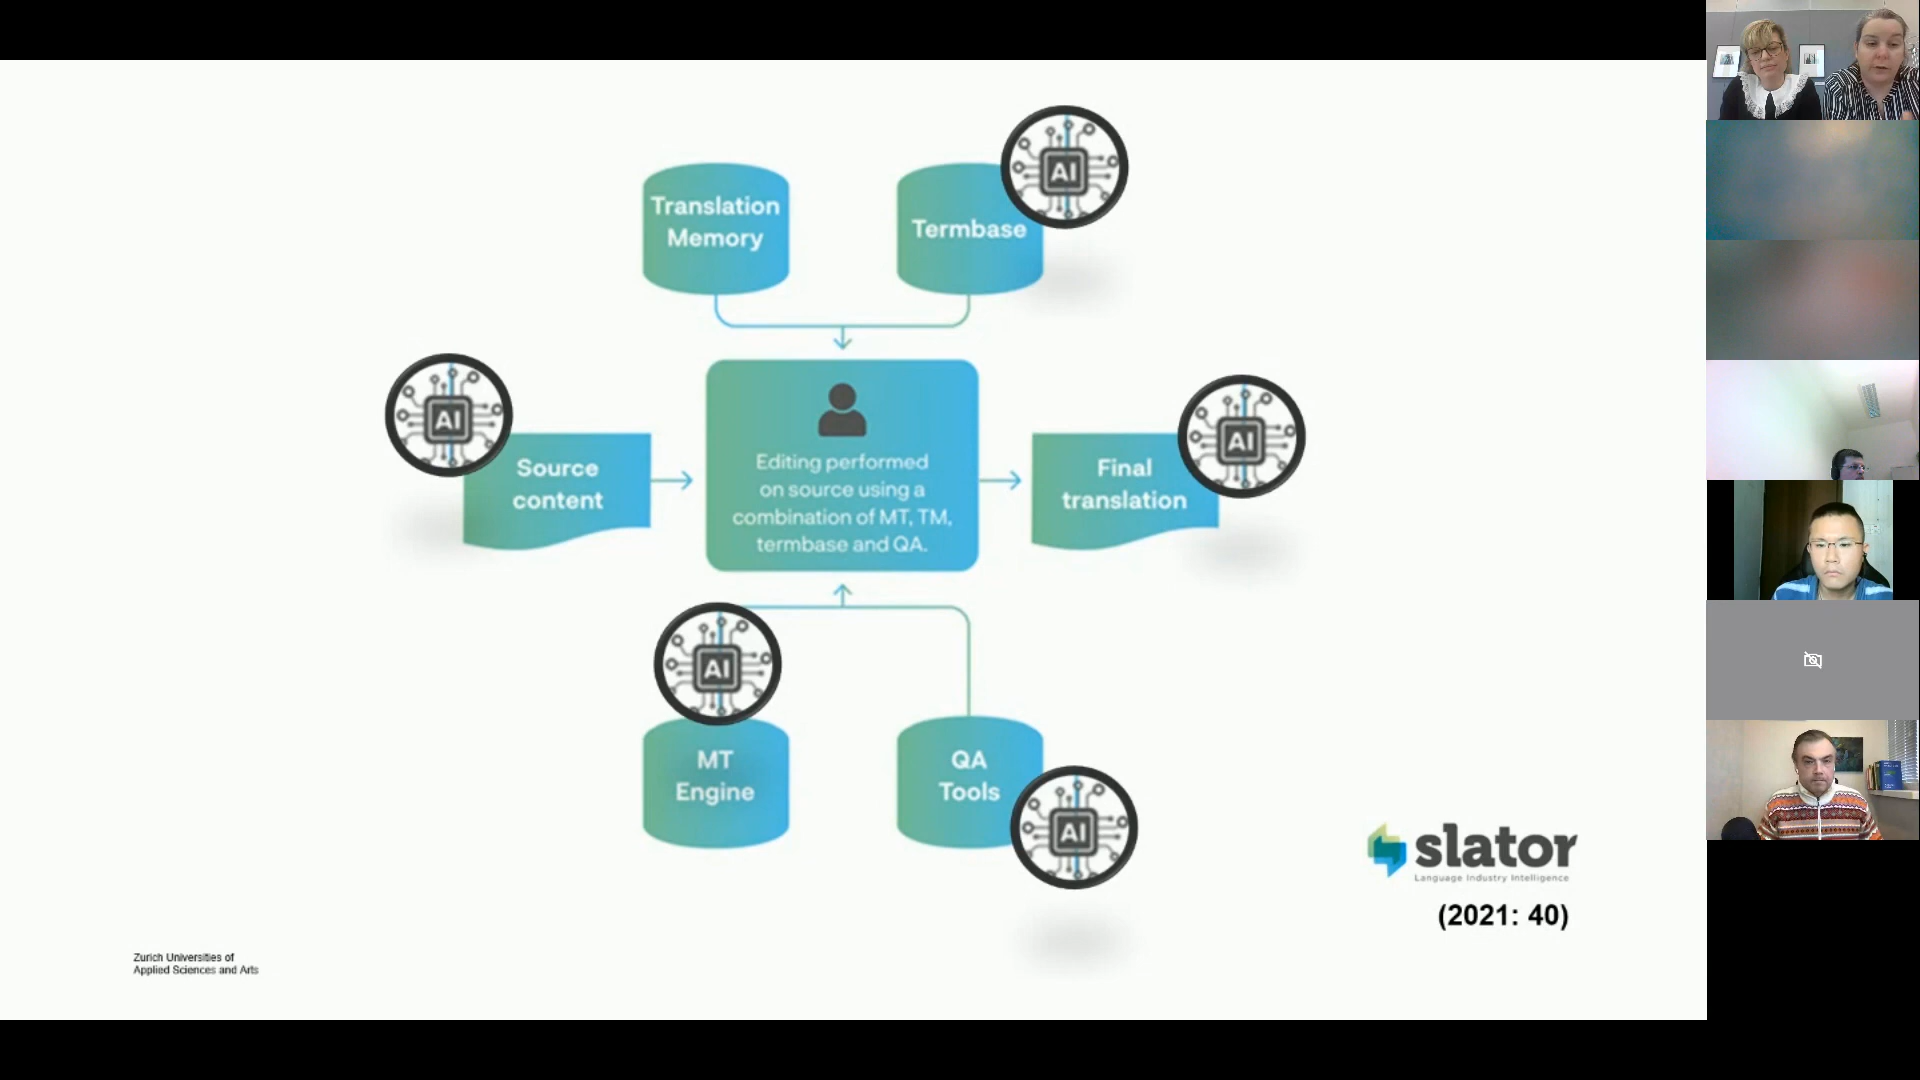 Translation
Memory
Termbase
AI
AI
Source
content
Editing performed
on source using a
combination of MT, TM,
termbase and QA.
Final
translation
AI
AI
MT
Engine
QA
Tools
AI
slator
Language Industry Intelligence
(2021: 40)
Zurich Universities of
Applied Sciences and Arts